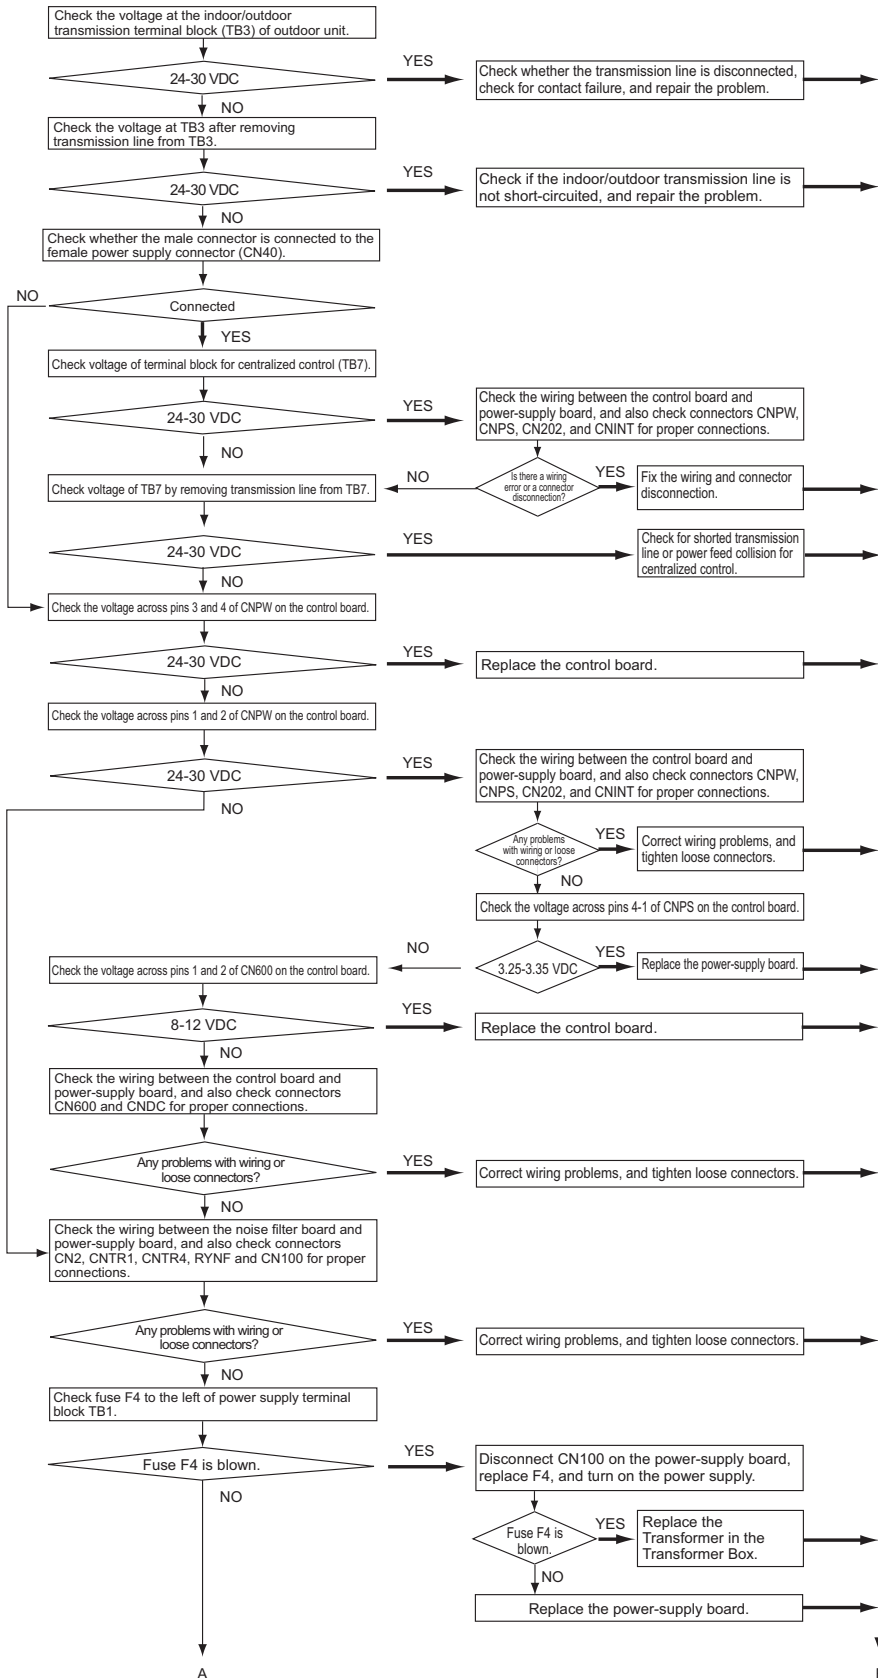 Check the voltage at the indoor/outdoor
transmission terminal block (TB3) of outdoor unit.
24-30 VDC
YES
Check whether the transmission line is disconnected,
check for contact failure, and repair the problem.
NO
Check the voltage at TB3 after removing
transmission line from TB3.
24-30 VDC
YES
Check if the indoor/outdoor transmission line is
not short-circuited, and repair the problem.
NO
Check whether the male connector is connected to the
female power supply connector (CN40).
NO
Connected
YES
Check voltage of terminal block for centralized control (TB7).
24-30 VDC
YES
Check the wiring between the control board and
power-supply board, and also check connectors CNPW,
CNPS, CN202, and CNINT for proper connections.
NO
Is there a wiring
error or a connector
disconnection?
YES
Fix the wiring and connector
disconnection.
NO
Check voltage of TB7 by removing transmission line from TB7.
24-30 VDC
YES
Check for shorted transmission
line or power feed collision for
centralized control.
NO
Check the voltage across pins 3 and 4 of CNPW on the control board.
24-30 VDC
YES
Replace the control board.
NO
Check the voltage across pins 1 and 2 of CNPW on the control board.
24-30 VDC
YES
Check the wiring between the control board and
power-supply board, and also check connectors CNPW,
CNPS, CN202, and CNINT for proper connections.
NO
Any problems
with wiring or loose
connectors?
YES
Correct wiring problems, and
tighten loose connectors.
NO
Check the voltage across pins 4-1 of CNPS on the control board.
3.25-3.35 VDC
YES
Replace the power-supply board.
NO
Check the voltage across pins 1 and 2 of CN600 on the control board.
8-12 VDC
YES
Replace the control board.
NO
Check the wiring between the control board and
power-supply board, and also check connectors
CN600 and CNDC for proper connections.
Any problems with wiring or
loose connectors?
YES
Correct wiring problems, and tighten loose connectors.
NO
Check the wiring between the noise filter board and
power-supply board, and also check connectors
CN2, CNTR1, CNTR4, RYNF and CN100 for proper
connections.
Any problems with wiring or
loose connectors?
YES
Correct wiring problems, and tighten loose connectors.
NO
Check fuse F4 to the left of power supply terminal
block TB1.
Fuse F4 is blown.
YES
Disconnect CN100 on the power-supply board,
replace F4, and turn on the power supply.
NO
Fuse F4 is
blown.
YES
Replace the
Transformer in the
Transformer Box.
NO
Replace the power-supply board.
A